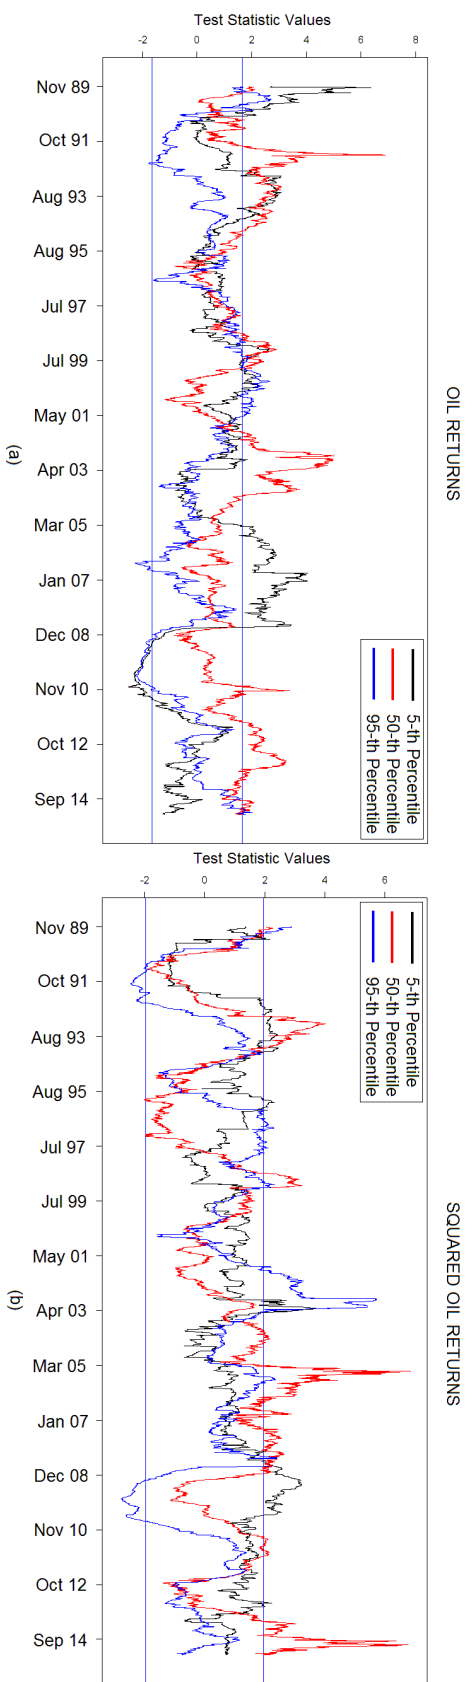 OIL RETURNS
Test Statistic Values
-2 0 2 4 6 8
Nov 89
Oct 91
Aug 93
Aug 95
Jul 97
Jul 99
May 01
Apr 03
Mar 05
Jan 07
Dec 08
Nov 10
Oct 12
Sep 14
5-th Percentile
50-th Percentile
95-th Percentile
(a)
SQUARED OIL RETURNS
Test Statistic Values
-2 0 2 4 6
Nov 89
Oct 91
Aug 93
Aug 95
Jul 97
Jul 99
May 01
Apr 03
Mar 05
Jan 07
Dec 08
Nov 10
Oct 12
Sep 14
5-th Percentile
50-th Percentile
95-th Percentile
(b)